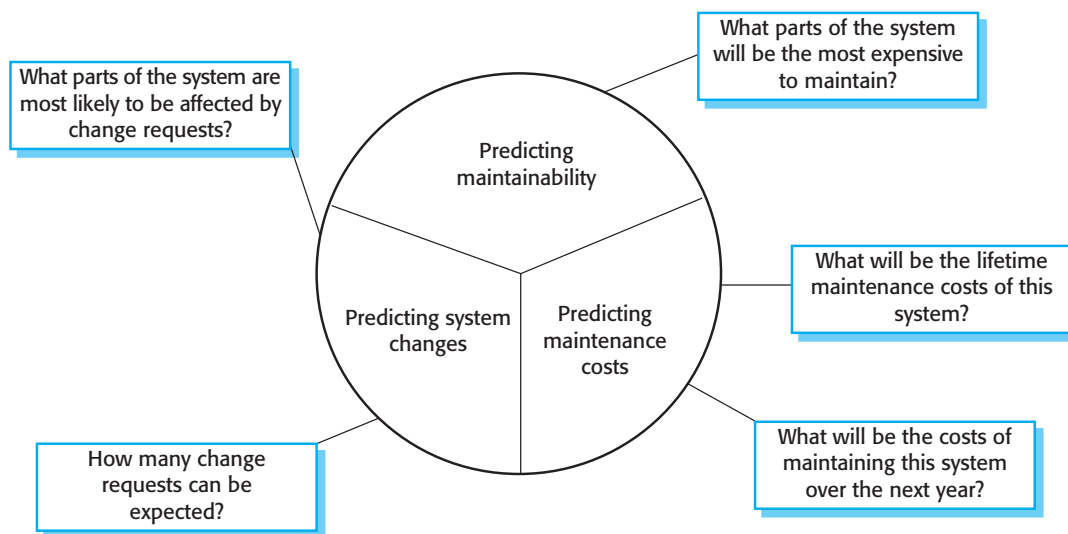 What parts of the system
will be the most expensive
to maintain?
What parts of the system are
most likely to be affected by
change requests?
Predicting
maintainability
What will be the lifetime
maintenance costs of this
system?
Predicting system
changes
Predicting
maintenance
costs
What will be the costs of
maintaining this system
over the next year?
How many change
requests can be
expected?